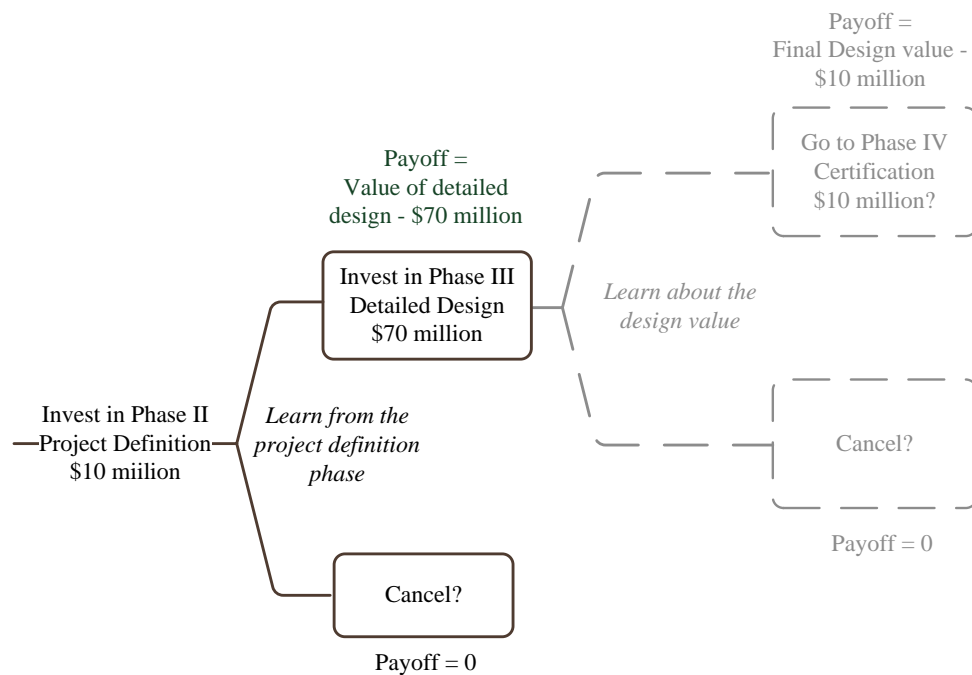 Payoff =
Final Design value -
$10 million
Go to Phase IV
Certification
$10 million?
Payoff =
Value of detailed
design - $70 million
Invest in Phase III
Detailed Design
$70 million
Learn about the
design value
Invest in Phase II
Project Definition
$10 miilion
Learn from the
project definition
phase
Cancel?
Payoff = 0
Cancel?
Payoff = 0